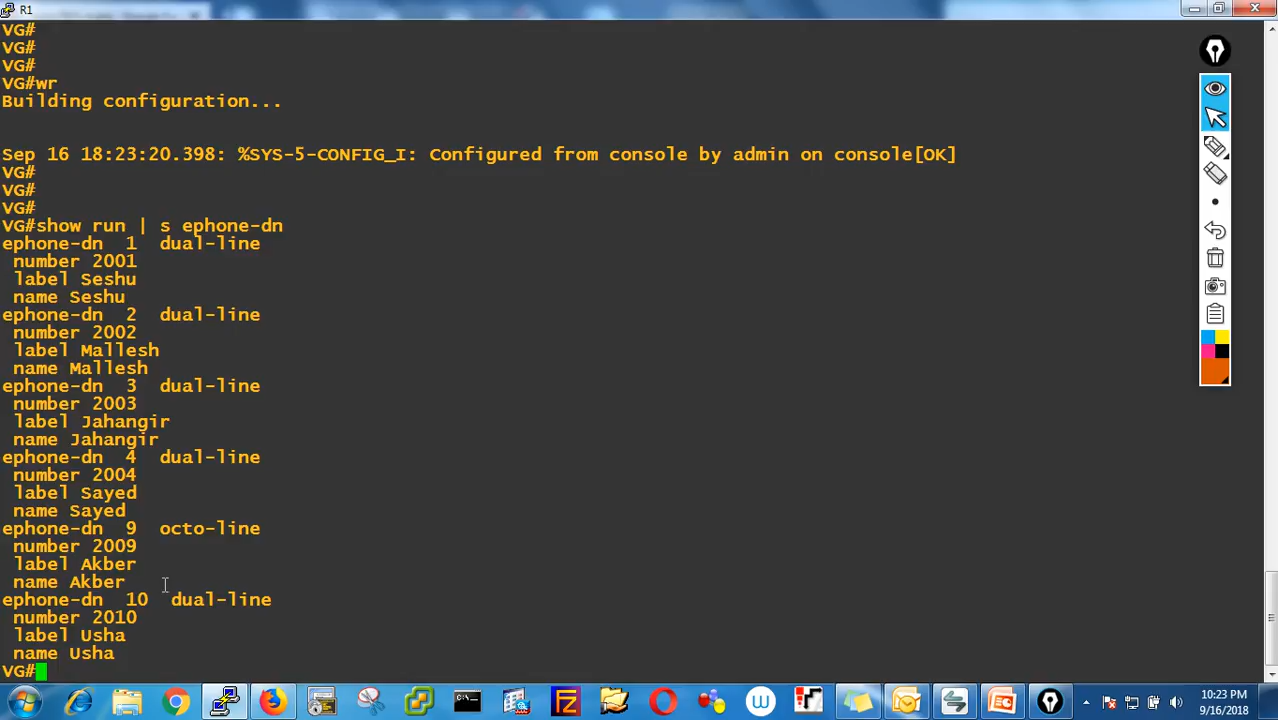 R1
VG#
VG#
VG#
VG#wr
Building configuration...
Sep 16 18:23:20.398: %SYS-5-CONFIG_I: Configured from console by admin on console[OK]
VG#
VG#
VG#
VG#show run | s ephone-dn
ephone-dn  1  dual-line
 number 2001
 label Seshu
 name Seshu
ephone-dn  2  dual-line
 number 2002
 label Mallesh
 name Mallesh
ephone-dn  3  dual-line
 number 2003
 label Jahangir
 name Jahangir
ephone-dn  4  dual-line
 number 2004
 label Sayed
 name Sayed
ephone-dn  9  octo-line
 number 2009
 label Akber
 name Akber
ephone-dn  10  dual-line
 number 2010
 label Usha
 name Usha
VG#
10:23 PM
9/16/2018